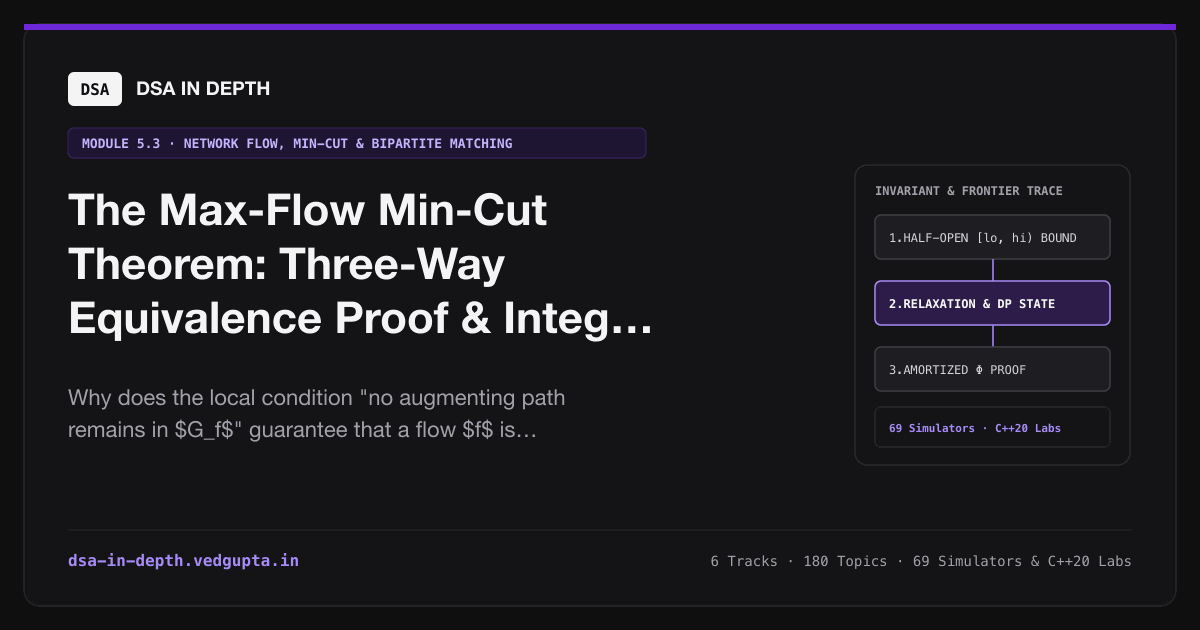 DSA
DSA IN DEPTH
MODULE 5.3 · NETWORK FLOW, MIN-CUT & BIPARTITE MATCHING
The Max-Flow Min-Cut
Theorem: Three-Way
Equivalence Proof & Integ...
Why does the local condition "no augmenting path
remains in $G_f$" guarantee that a flow $f$ is...
INVARIANT & FRONTIER TRACE
1.HALF-OPEN [lo, hi) BOUND
2.RELAXATION & DP STATE
3.AMORTIZED Φ PROOF
69 Simulators · C++20 Labs
dsa-in-depth.vedgupta.in
6 Tracks · 180 Topics · 69 Simulators & C++20 Labs